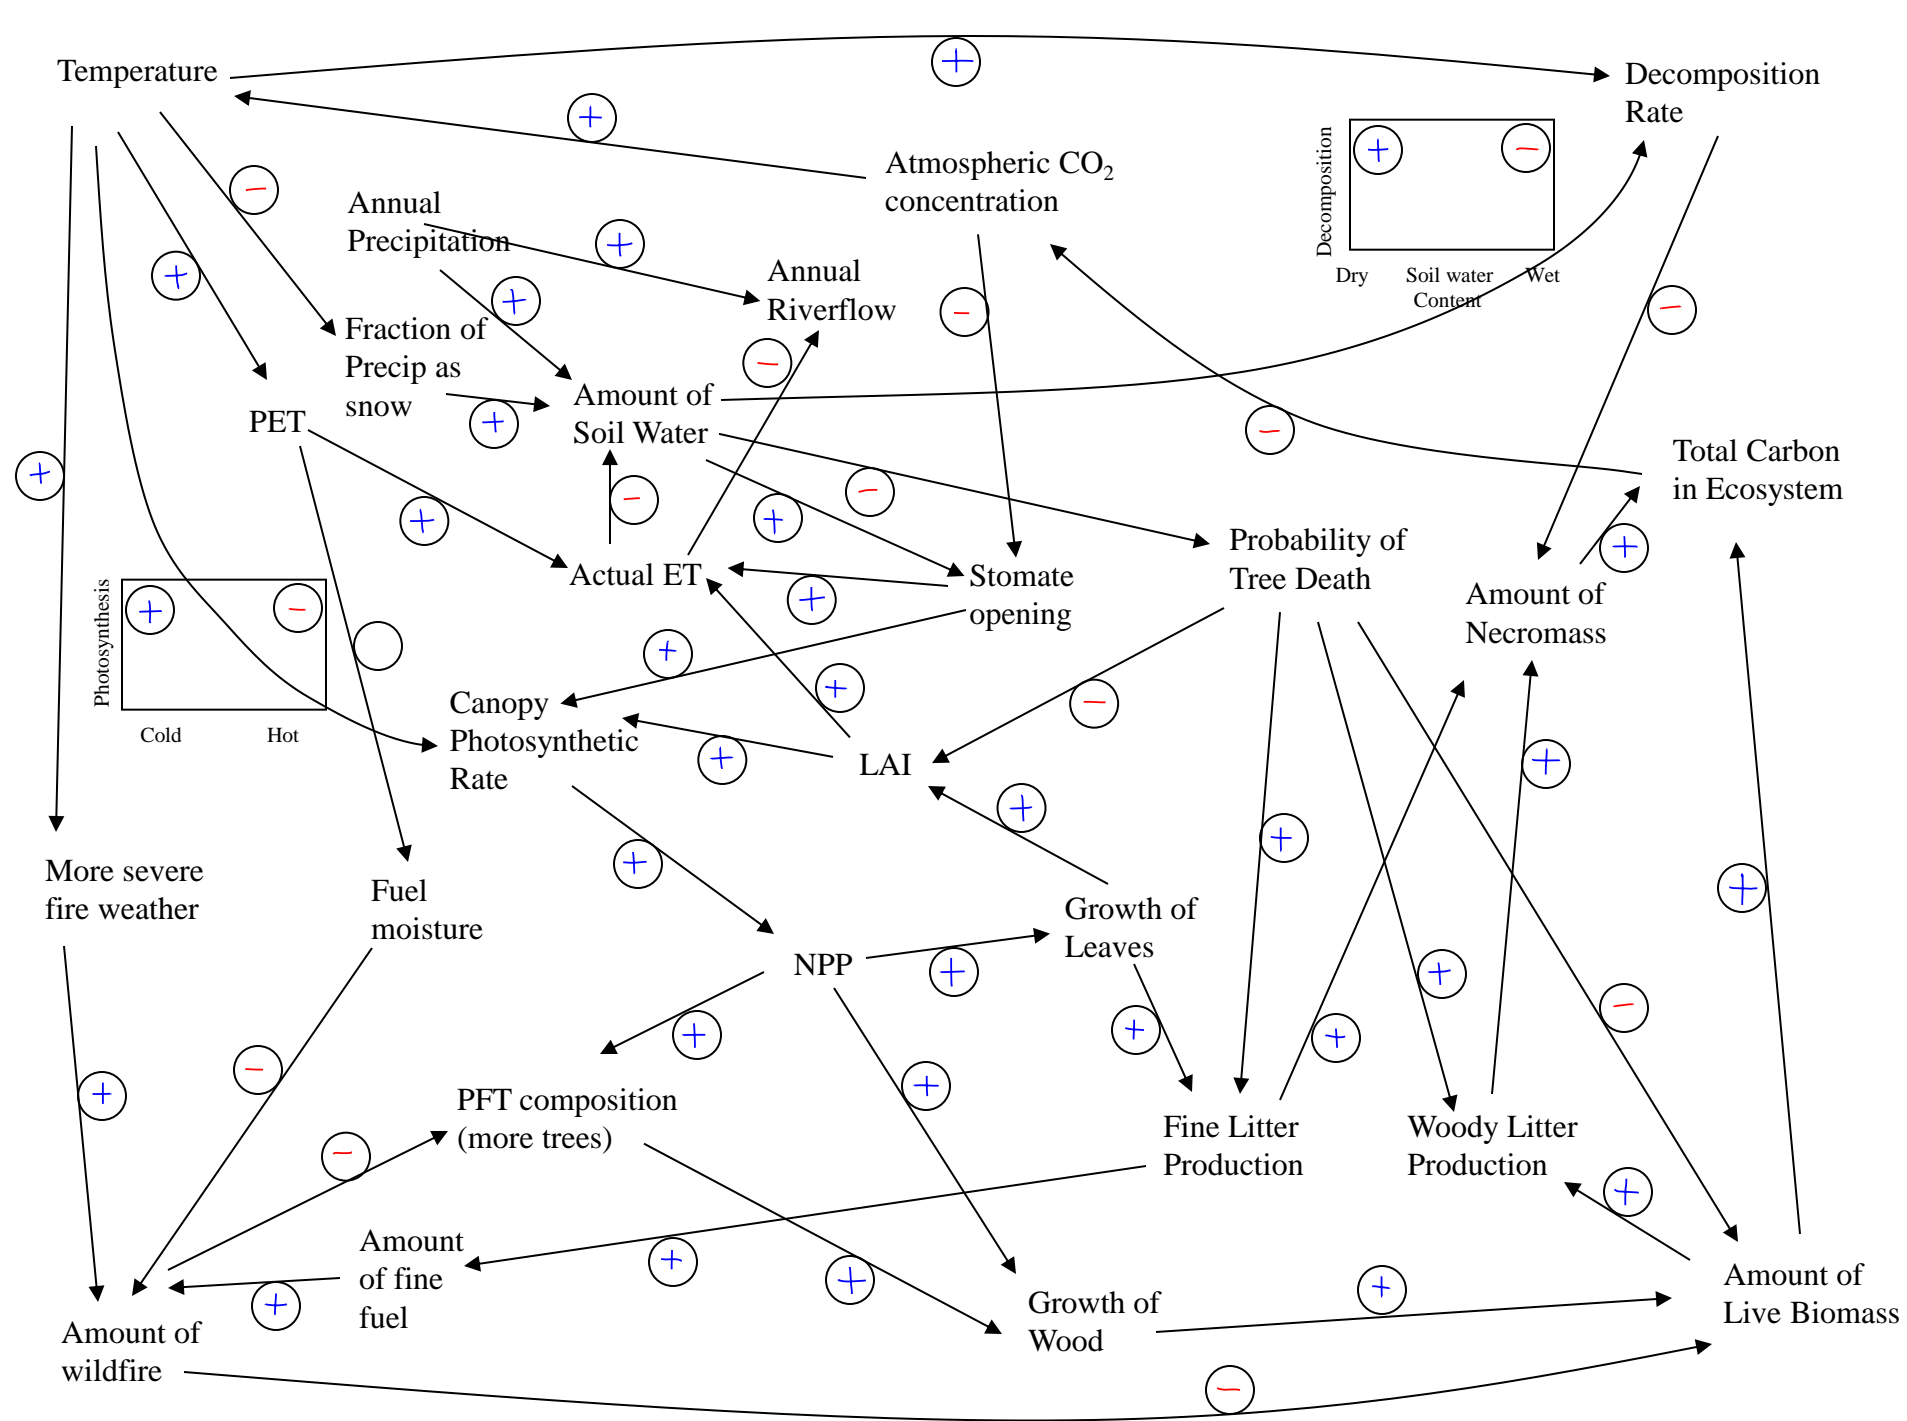 Temperature
+
Decomposition
Rate
+
Atmospheric CO₂
concentration
Decomposition
+
−
Dry
Soil water
Content
Wet
−
+
Annual
Precipitation
+
+
Annual
Riverflow
−
−
Fraction of
Precip as
snow
+
−
Amount of
Soil Water
PET
+
−
−
Total Carbon
in Ecosystem
+
+
−
+
−
Probability of
Tree Death
+
Actual ET
+
Stomate
opening
Amount of
Necromass
Photosynthesis
+
−
Cold
Hot
+
+
−
Canopy
Photosynthetic
Rate
+
LAI
+
+
+
+
More severe
fire weather
Fuel
moisture
+
Growth of
Leaves
NPP
+
+
−
+
+
+
−
+
+
PFT composition
(more trees)
−
Fine Litter
Production
Woody Litter
Production
+
Amount
of fine
fuel
+
+
+
+
Growth of
Wood
Amount of
Live Biomass
Amount of
wildfire
−